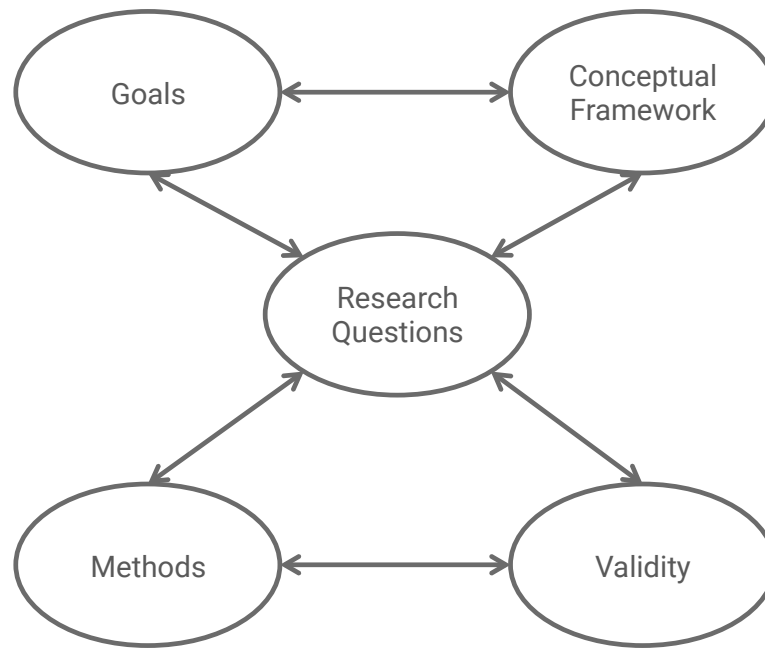 Goals
Conceptual
Framework
Research
Questions
Methods
Validity